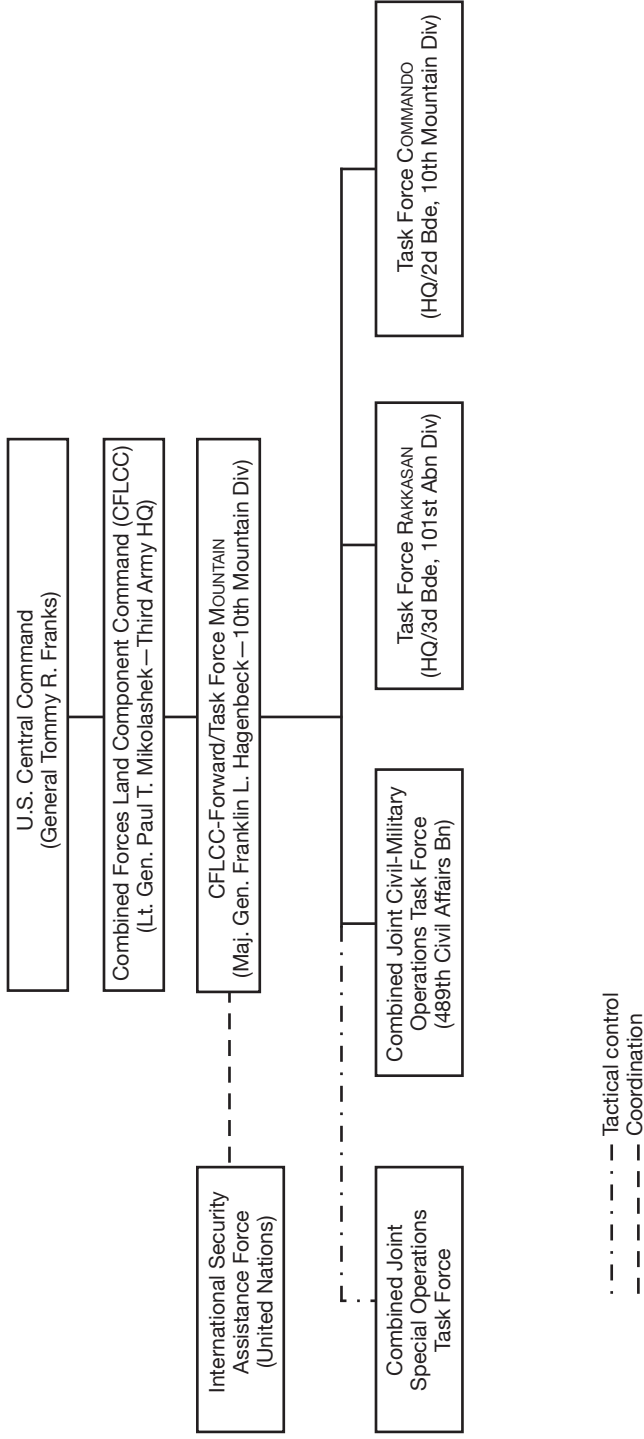 U.S. Central Command
(General Tommy R. Franks)
Combined Forces Land Component Command (CFLCC)
(Lt. Gen. Paul T. Mikolashek—Third Army HQ)
International Security
Assistance Force
(United Nations)
CFLCC-Forward/Task Force MOUNTAIN
(Maj. Gen. Franklin L. Hagenbeck—10th Mountain Div)
Combined Joint
Special Operations
Task Force
Combined Joint Civil-Military
Operations Task Force
(489th Civil Affairs Bn)
Task Force RAKKASAN
(HQ/3d Bde, 101st Abn Div)
Task Force COMMANDO
(HQ/2d Bde, 10th Mountain Div)
Tactical control
Coordination